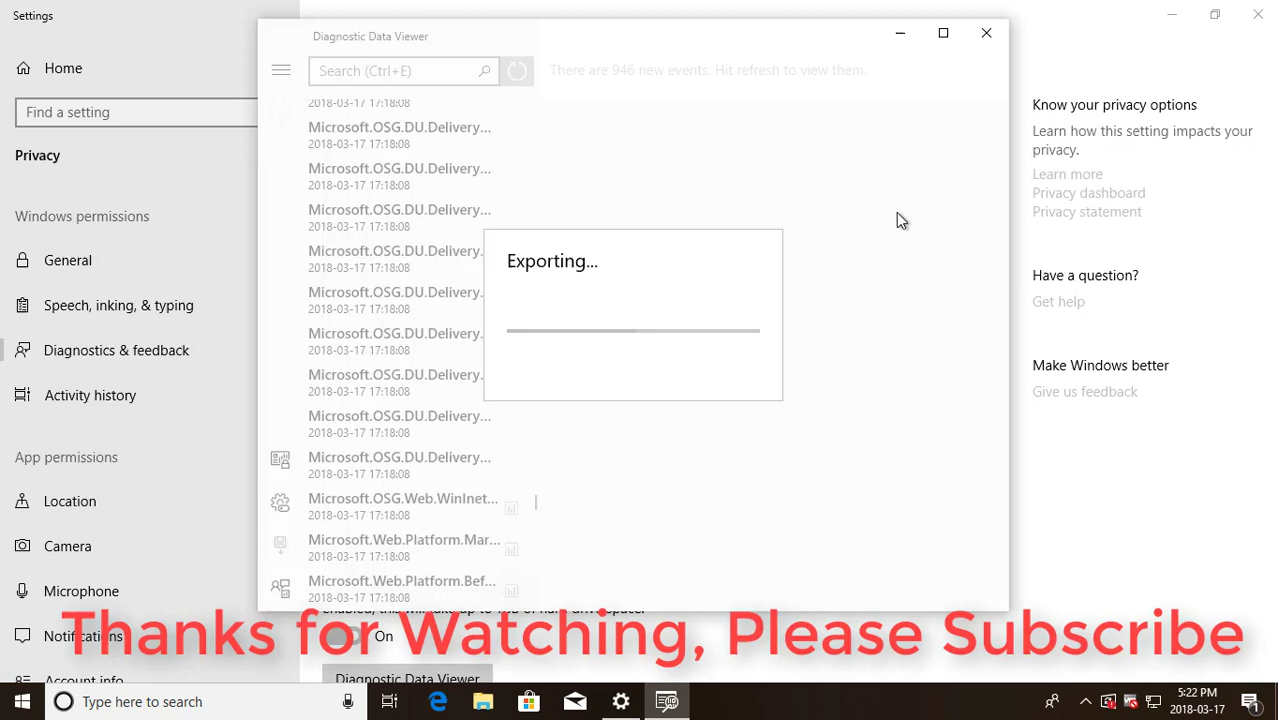 Settings
Home
Find a setting
Privacy
Windows permissions
General
Speech, inking, & typing
Diagnostics & feedback
Activity history
App permissions
Location
Camera
Microphone
Notifications
Account info
Diagnostic Data Viewer
Search (Ctrl+E)
There are 946 new events. Hit refresh to view them.
2018-03-17 17:18:08
Microsoft.OSG.DU.Delivery...
2018-03-17 17:18:08
Microsoft.OSG.DU.Delivery...
2018-03-17 17:18:08
Microsoft.OSG.DU.Delivery...
2018-03-17 17:18:08
Microsoft.OSG.DU.Delivery.
2018-03-17 17:18:08
Microsoft.OSG.DU.Delivery.
2018-03-17 17:18:08
Microsoft.OSG.DU.Delivery.
2018-03-17 17:18:08
Microsoft.OSG.DU.Delivery.
2018-03-17 17:18:08
Microsoft.OSG.DU.Delivery...
2018-03-17 17:18:08
Microsoft.OSG.DU.Delivery...
2018-03-17 17:18:08
Microsoft.OSG.Web.WinInet...
2018-03-17 17:18:08
Microsoft.Web.Platform.Mar...
2018-03-17 17:18:08
Microsoft.Web.Platform.Bef...
2018-03-17 17:18:08
Exporting...
On
Diagnostic Data Viewer
Know your privacy options
Learn how this setting impacts your
privacy.
Learn more
Privacy dashboard
Privacy statement
Have a question?
Get help
Make Windows better
Give us feedback
Thanks for Watching, Please Subscribe
Type here to search
5:22 PM
2018-03-17
1